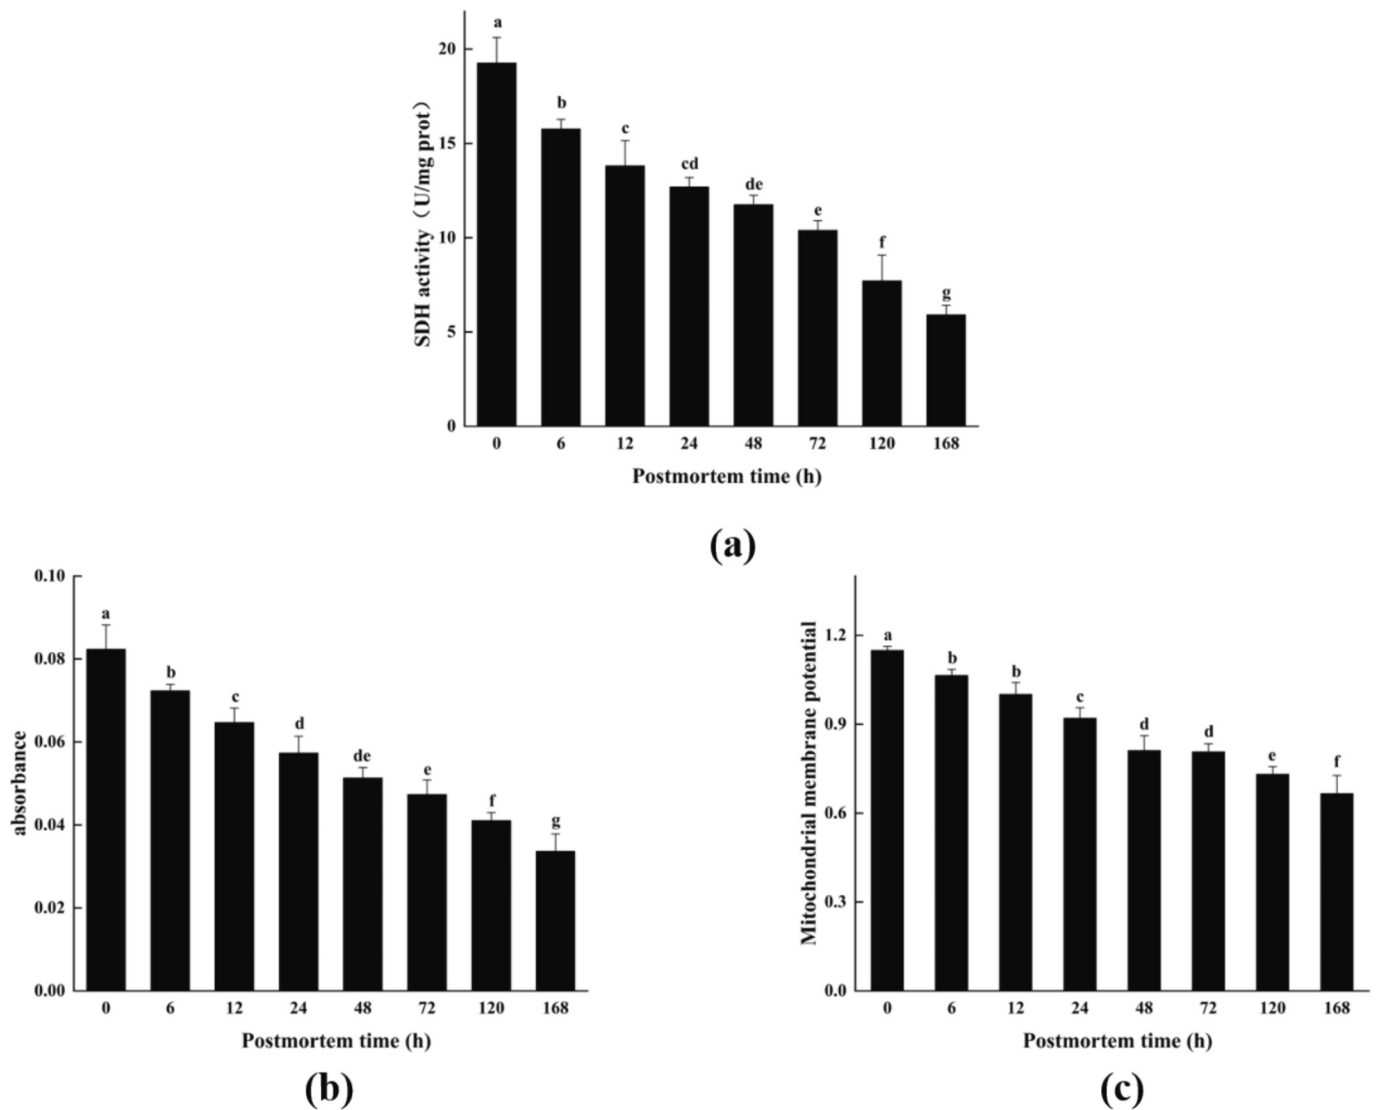 a
20
b
c
15
cd
de
e
10
f
g
5
0
SDH activity（U/mg prot）
0 6 12 24 48 72 120 168
Postmortem time (h)
(a)
0.10
a
0.08
b
c
d
0.06
de
e
f
0.04
g
0.02
0.00
absorbance
0 6 12 24 48 72 120 168
Postmortem time (h)
(b)
1.2
a
b
b
c
0.9
d
d
e
f
0.6
0.3
0.0
Mitochondrial membrane potential
0 6 12 24 48 72 120 168
Postmortem time (h)
(c)